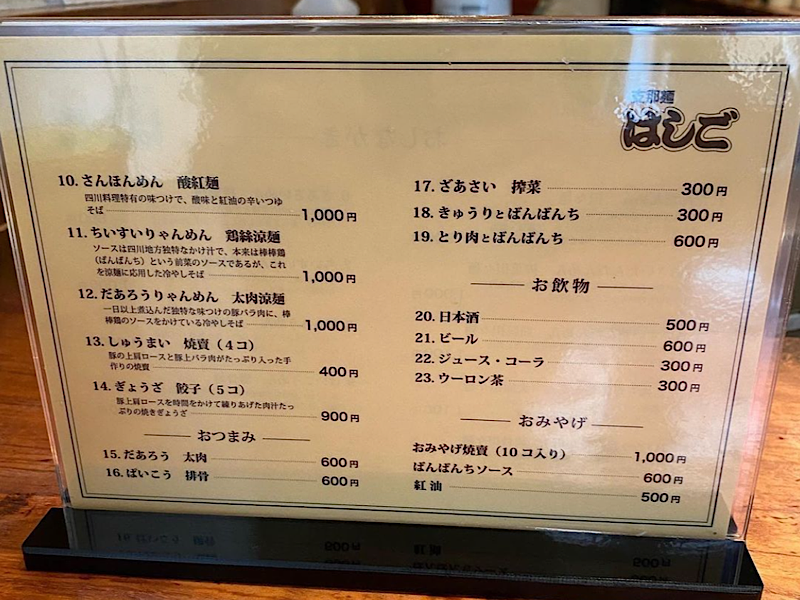 支那麺
はしご
10. さんほんめん 酸紅麺
四川料理特有の味つけで、酸味と紅油の辛いつゆ
そば 1,000円
11. ちいすいりゃんめん 鶏絲涼麺
ソースは四川地方独特なかけ汁で、本来は棒棒鶏
(ばんばんち)という前菜のソースであるが、これ
を涼麺に応用した冷やしそば 1,000円
12. だあろうりゃんめん 太肉涼麺
一日以上煮込んだ独特な味つけの豚バラ肉に、棒
棒鶏のソースをかけている冷やしそば 1,000円
13. しゅうまい 焼賣(4コ)
豚の上肩ロースと豚上バラ肉がたっぷり入った手
作りの焼賣 400円
14. ぎょうざ 餃子(5コ)
豚上肩ロースを時間をかけて練りあげた肉汁たっ
ぷりの焼きぎょうざ 900円
おつまみ
15. だあろう 太肉 600円
16. ぱいこう 排骨 600円
17. ざあさい 搾菜 300円
18. きゅうりとばんばんち 300円
19. とり肉とばんばんち 600円
お飲物
20. 日本酒 500円
21. ビール 600円
22. ジュース・コーラ 300円
23. ウーロン茶 300円
おみやげ
おみやげ焼賣(10コ入り) 1,000円
ばんばんちソース 600円
紅油 500円